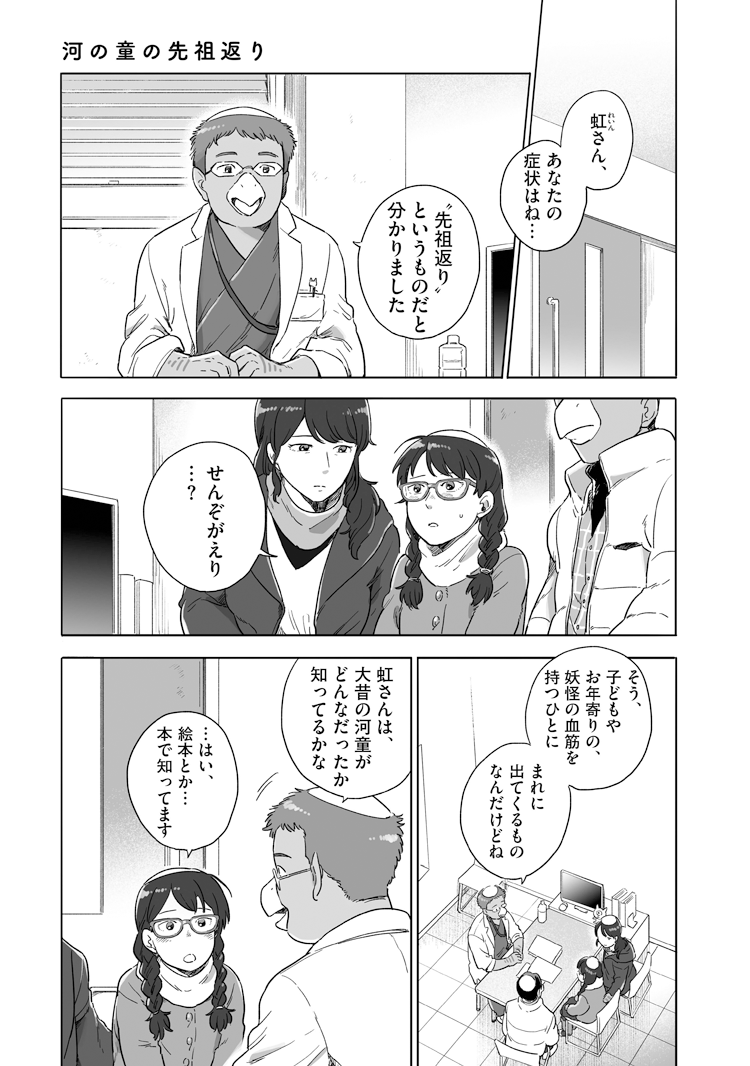 河の童の先祖返り
虹さん、
れいん
あなたの
症状はね…
〝先祖返り〟
というものだと
分かりました
せんぞがえり
…?
そう、
子どもや
お年寄りの、
妖怪の血筋を
持つひとに
まれに
出てくるもの
なんだけどね
虹さんは、
大昔の河童が
どんなだったか
知ってるかな
…はい、
絵本とか…
本で知ってます